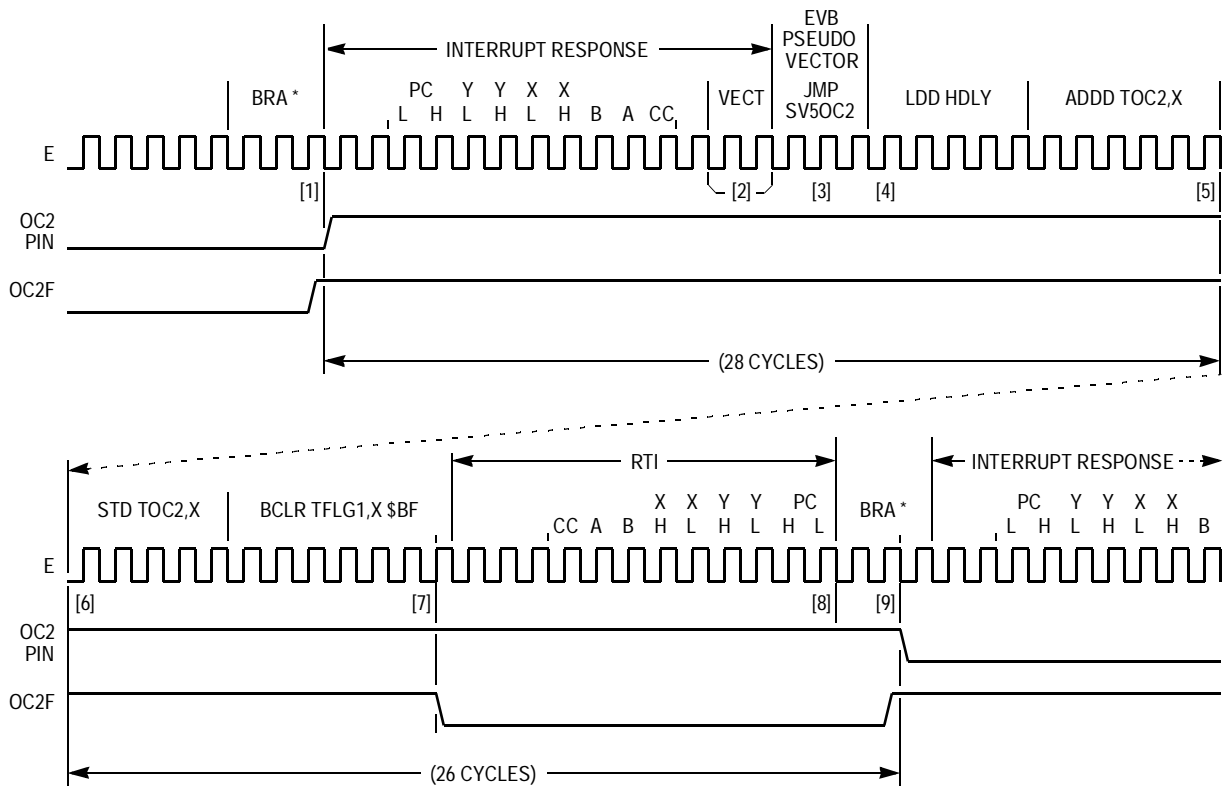 EVB
PSEUDO
VECTOR
INTERRUPT RESPONSE
BRA *
PC Y Y X X
L H L H L H B A CC
VECT
JMP
SV5OC2
LDD HDLY
ADDD TOC2,X
E
[1] [2] [3] [4] [5]
OC2
PIN
OC2F
(28 CYCLES)
RTI
INTERRUPT RESPONSE
STD TOC2,X
BCLR TFLG1,X $BF
X X Y Y PC
CC A B H L H L H L
BRA *
PC Y Y X X
L H L H L H B
E
[6] [7] [8] [9]
OC2
PIN
OC2F
(26 CYCLES)